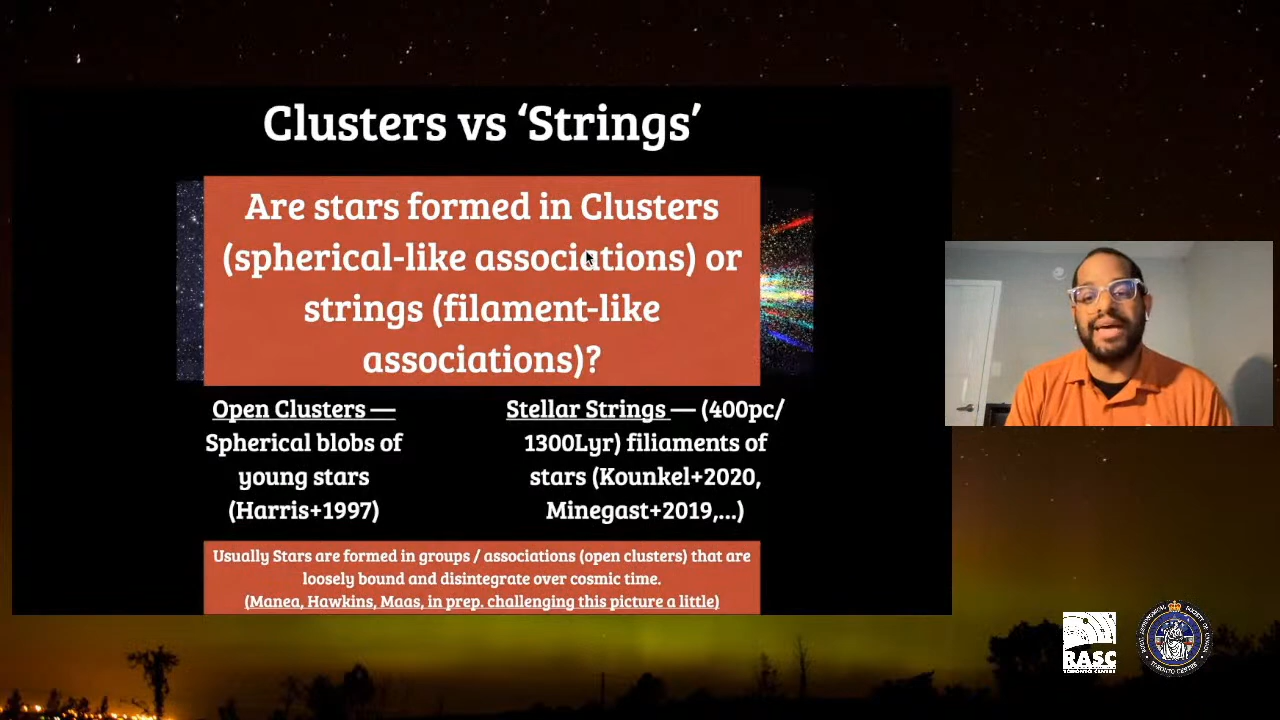 Clusters vs ‘Strings’
Are stars formed in Clusters
(spherical-like associations) or
strings (filament-like
associations)?
Open Clusters —
Spherical blobs of
young stars
(Harris+1997)
Stellar Strings — (400pc/
1300Lyr) filiaments of
stars (Kounkel+2020,
Minegast+2019,...)
Usually Stars are formed in groups / associations (open clusters) that are
loosely bound and disintegrate over cosmic time.
(Manea, Hawkins, Maas, in prep. challenging this picture a little)
RASC
TORONTO CENTRE